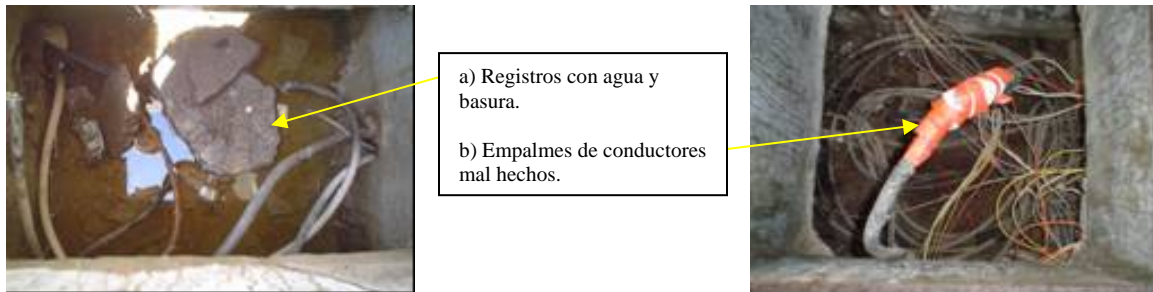 a) Registros con agua y
basura.
b) Empalmes de conductores
mal hechos.